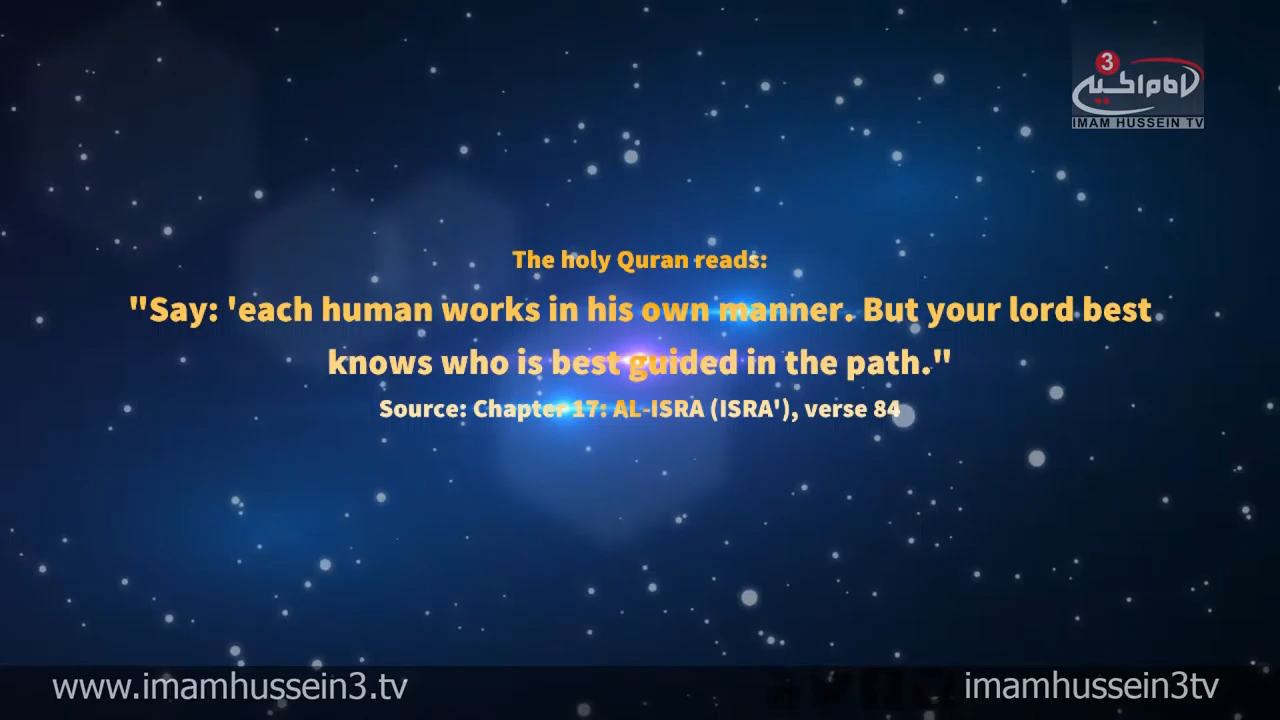 3
الإمام الحسين
IMAM HUSSEIN TV
The holy Quran reads:
"Say: 'each human works in his own manner. But your lord best
knows who is best guided in the path."
Source: Chapter 17: AL-ISRA (ISRA'), verse 84
www.imamhussein3.tv
imamhussein3tv